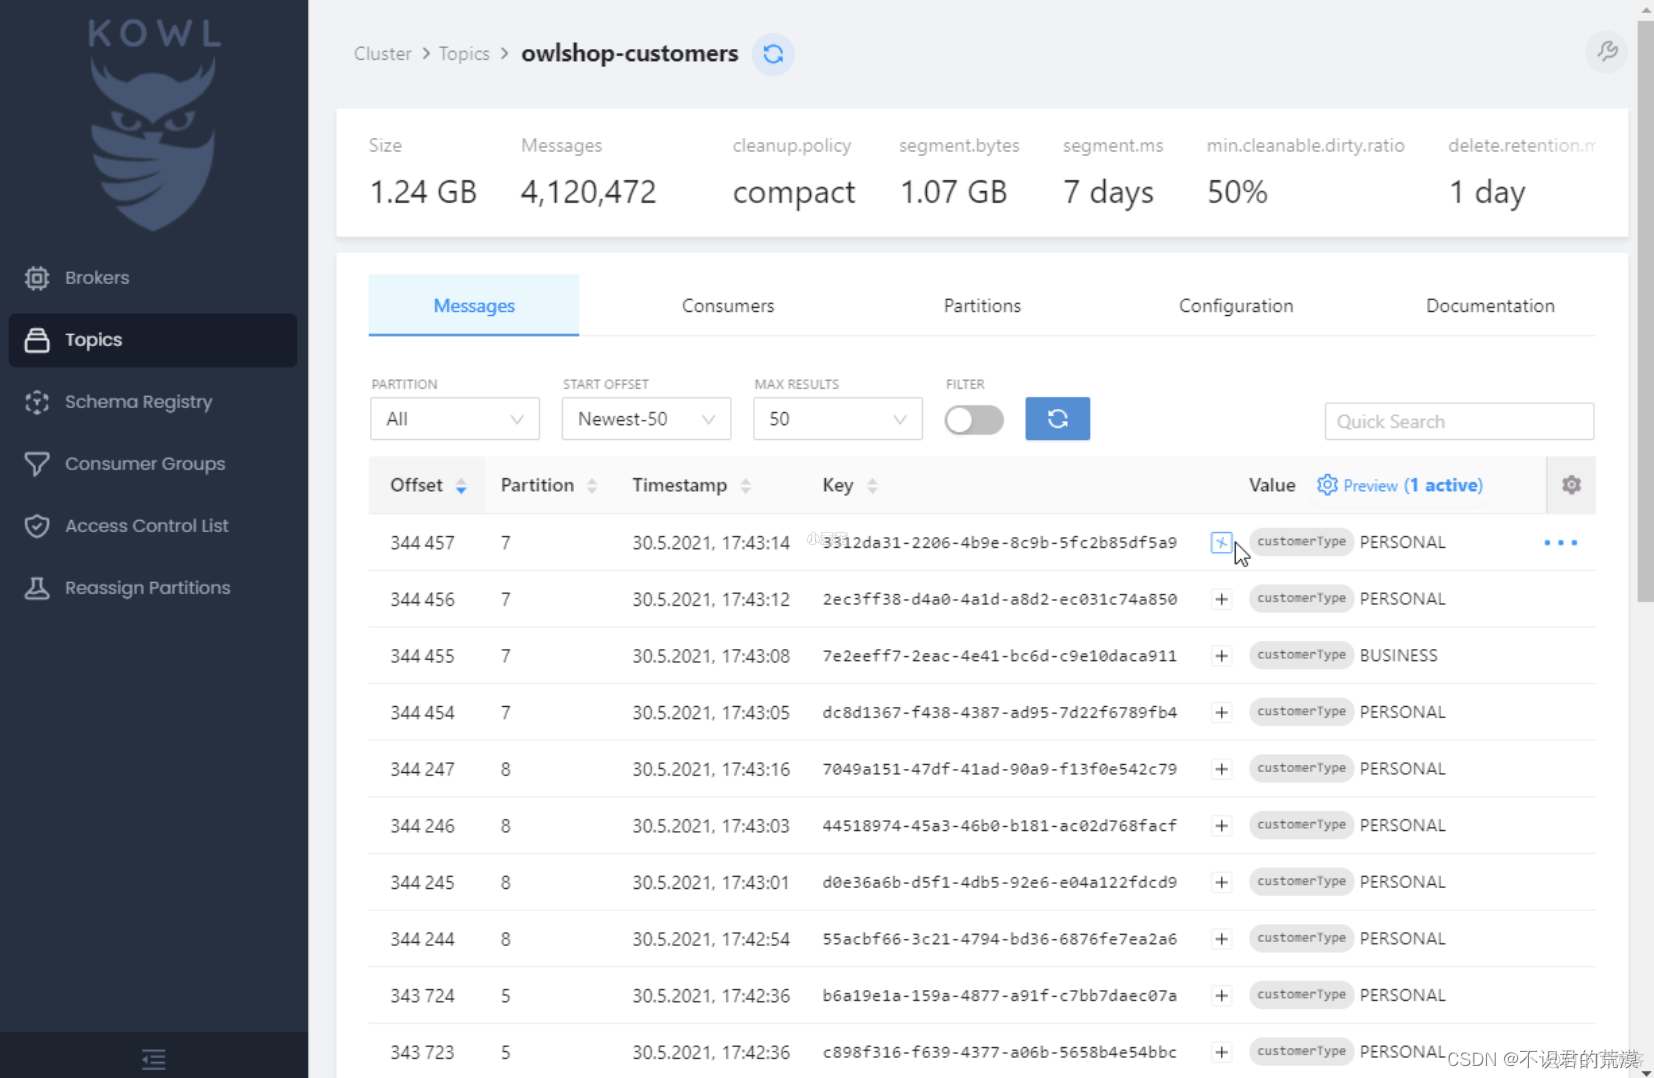 KOWL
Brokers
Topics
Schema Registry
Consumer Groups
Access Control List
Reassign Partitions
Cluster > Topics > owlshop-customers
Size Messages cleanup.policy segment.bytes segment.ms min.cleanable.dirty.ratio delete.retention.m
1.24 GB 4,120,472 compact 1.07 GB 7 days 50% 1 day
Messages Consumers Partitions Configuration Documentation
PARTITION START OFFSET MAX RESULTS FILTER
All Newest-50 50 Quick Search
Offset Partition Timestamp Key Value Preview (1 active)
344 457 7 30.5.2021, 17:43:14 3312da31-2206-4b9e-8c9b-5fc2b85df5a9 customerType PERSONAL
344 456 7 30.5.2021, 17:43:12 2ec3ff38-d4a0-4a1d-a8d2-ec031c74a850 customerType PERSONAL
344 455 7 30.5.2021, 17:43:08 7e2eeff7-2eac-4e41-bc6d-c9e10daca911 customerType BUSINESS
344 454 7 30.5.2021, 17:43:05 dc8d1367-f438-4387-ad95-7d22f6789fb4 customerType PERSONAL
344 247 8 30.5.2021, 17:43:16 7049a151-47df-41ad-90a9-f13f0e542c79 customerType PERSONAL
344 246 8 30.5.2021, 17:43:03 44518974-45a3-46b0-b181-ac02d768facf customerType PERSONAL
344 245 8 30.5.2021, 17:43:01 d0e36a6b-d5f1-4db5-92e6-e04a122fdcd9 customerType PERSONAL
344 244 8 30.5.2021, 17:42:54 55acbf66-3c21-4794-bd36-6876fe7ea2a6 customerType PERSONAL
343 724 5 30.5.2021, 17:42:36 b6a19e1a-159a-4877-a91f-c7bb7daec07a customerType PERSONAL
343 723 5 30.5.2021, 17:42:36 c898f316-f639-4377-a06b-5658b4e54bbc customerType PERSONAL
CSDN @不识君的荒漠